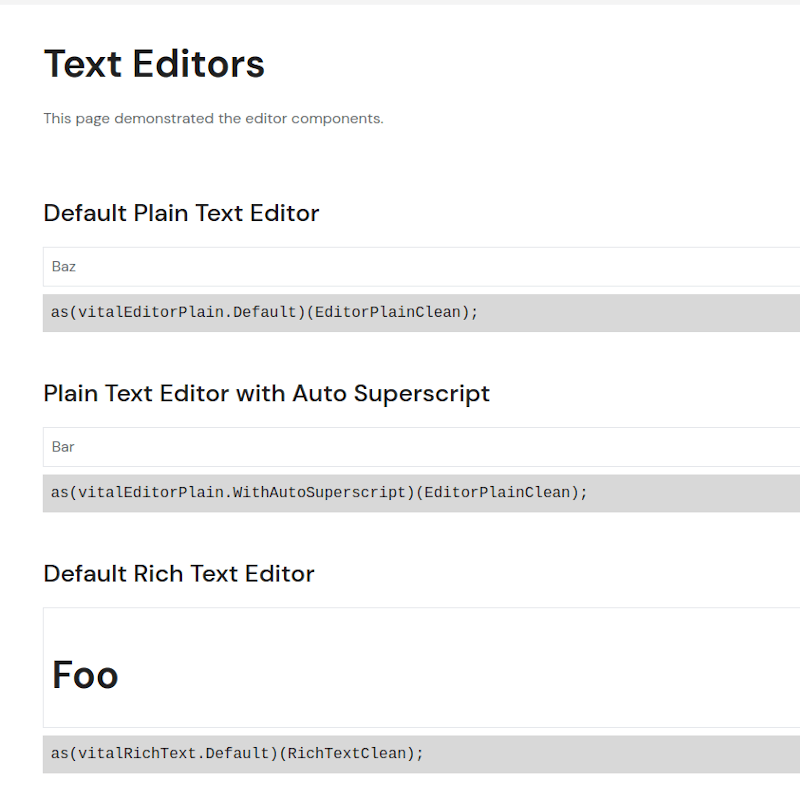 Text Editors
This page demonstrated the editor components.
Default Plain Text Editor
Baz
as(vitalEditorPlain.Default)(EditorPlainClean);
Plain Text Editor with Auto Superscript
Bar
as(vitalEditorPlain.WithAutoSuperscript)(EditorPlainClean);
Default Rich Text Editor
Foo
as(vitalRichText.Default)(RichTextClean);